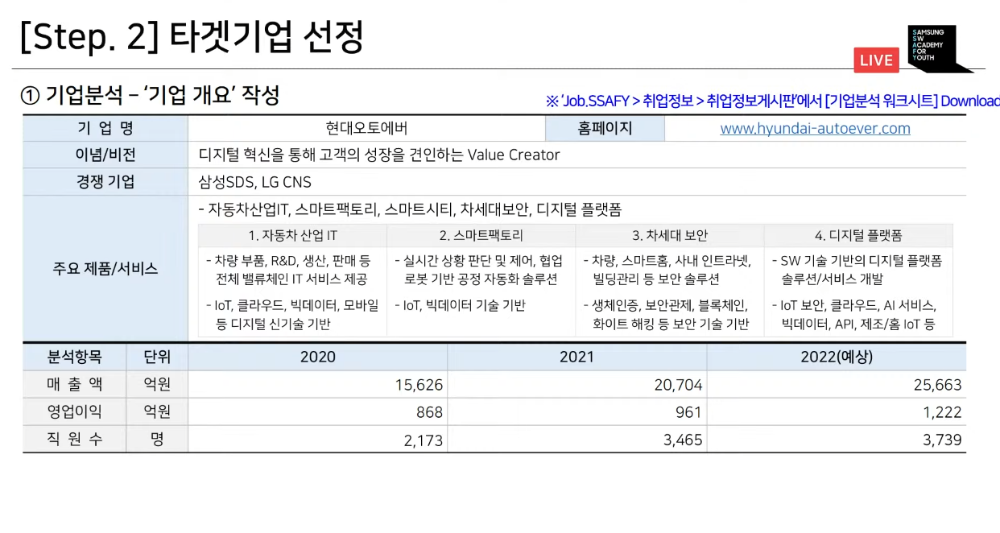 [Step. 2] 타겟기업 선정
LIVE
SAMSUNG
SW
ACADEMY
FOR
YOUTH
① 기업분석 – ‘기업 개요’ 작성
※ ‘Job.SSAFY > 취업정보 > 취업정보게시판’에서 [기업분석 워크시트] Download
기 업 명 현대오토에버 홈페이지 www.hyundai-autoever.com
이념/비전 디지털 혁신을 통해 고객의 성장을 견인하는 Value Creator
경쟁 기업 삼성SDS, LG CNS
주요 제품/서비스
- 자동차산업IT, 스마트팩토리, 스마트시티, 차세대보안, 디지털 플랫폼
1. 자동차 산업 IT
- 차량 부품, R&D, 생산, 판매 등
전체 밸류체인 IT 서비스 제공
- IoT, 클라우드, 빅데이터, 모바일
등 디지털 신기술 기반
2. 스마트팩토리
- 실시간 상황 판단 및 제어, 협업
로봇 기반 공정 자동화 솔루션
- IoT, 빅데이터 기술 기반
3. 차세대 보안
- 차량, 스마트홈, 사내 인트라넷,
빌딩관리 등 보안 솔루션
- 생체인증, 보안관제, 블록체인,
화이트 해킹 등 보안 기술 기반
4. 디지털 플랫폼
- SW 기술 기반의 디지털 플랫폼
솔루션/서비스 개발
- IoT 보안, 클라우드, AI 서비스,
빅데이터, API, 제조/홈 IoT 등
분석항목 단위 2020 2021 2022(예상)
매 출 액 억원 15,626 20,704 25,663
영업이익 억원 868 961 1,222
직 원 수 명 2,173 3,465 3,739